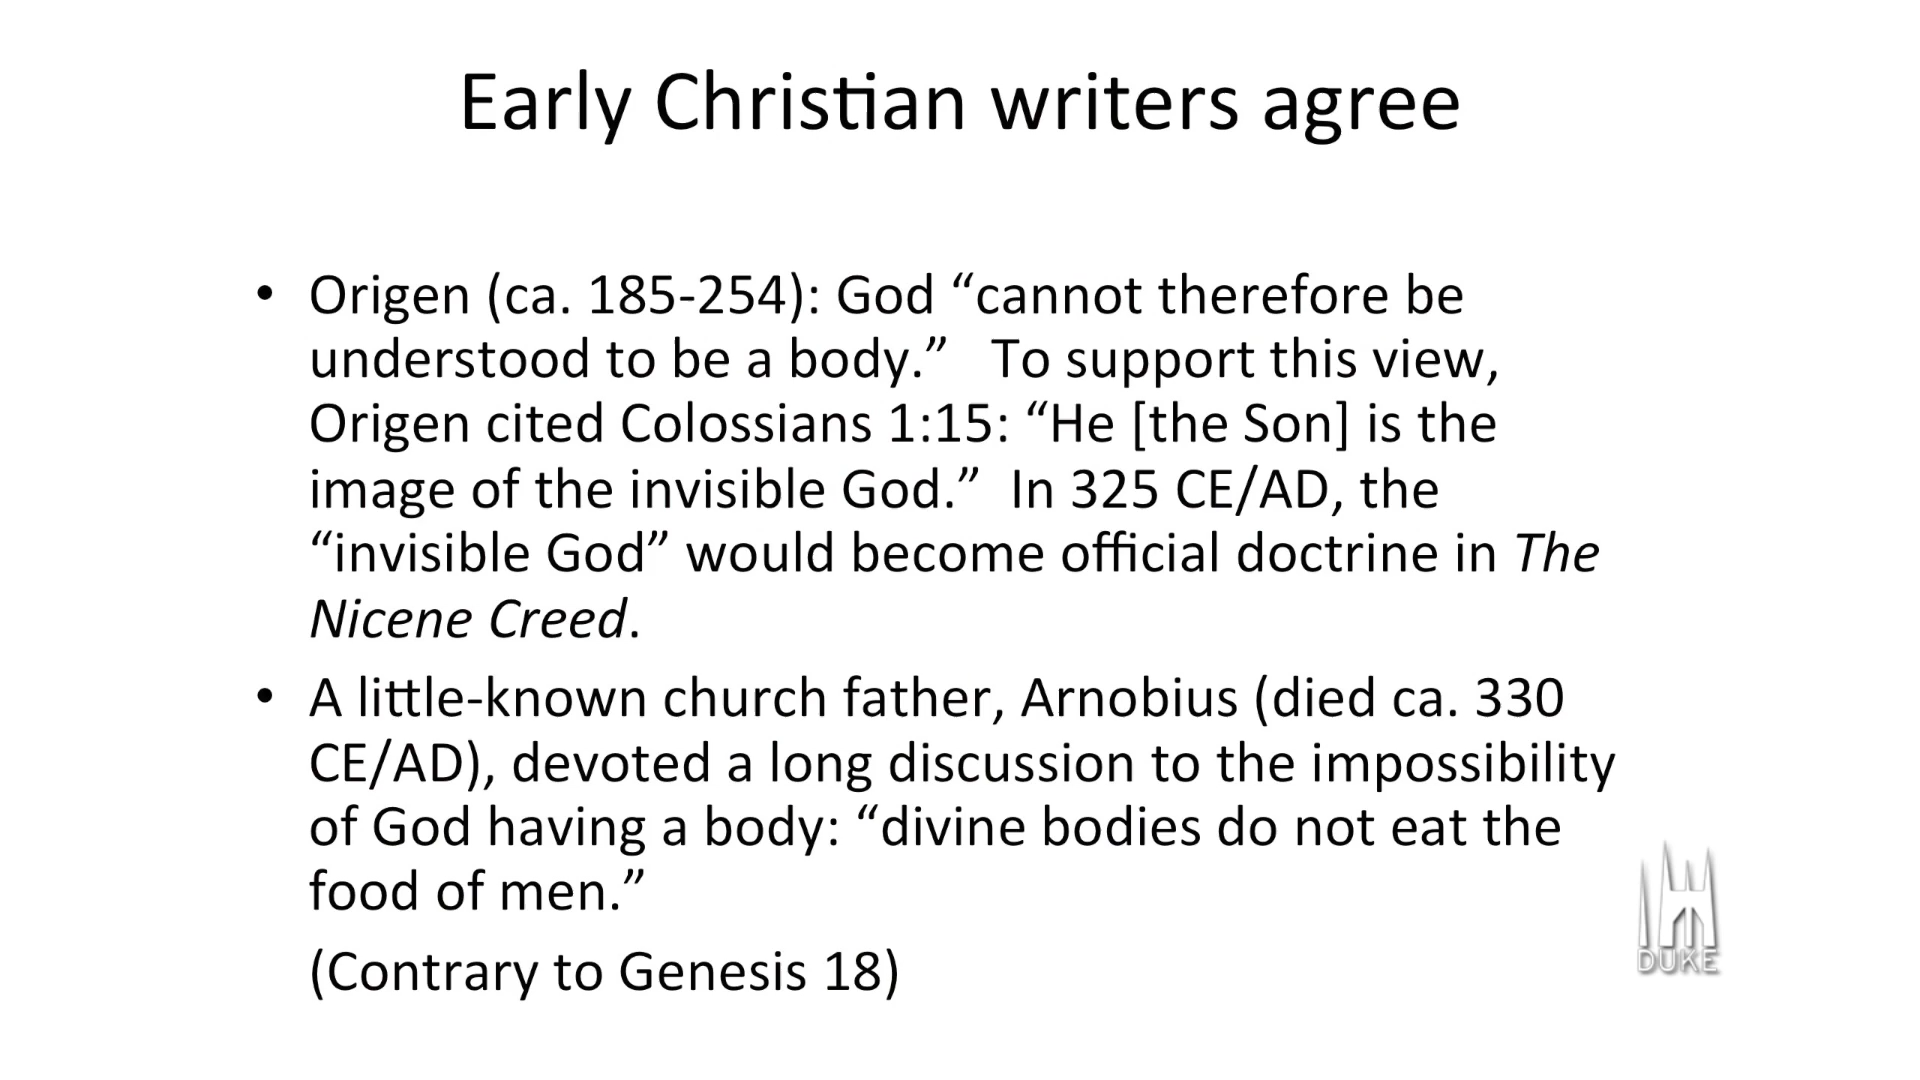 Early Christian writers agree
• Origen (ca. 185-254): God “cannot therefore be
understood to be a body.”   To support this view,
Origen cited Colossians 1:15: “He [the Son] is the
image of the invisible God.”  In 325 CE/AD, the
“invisible God” would become official doctrine in The
Nicene Creed.
• A little-known church father, Arnobius (died ca. 330
CE/AD), devoted a long discussion to the impossibility
of God having a body: “divine bodies do not eat the
food of men.”
(Contrary to Genesis 18)
DUKE